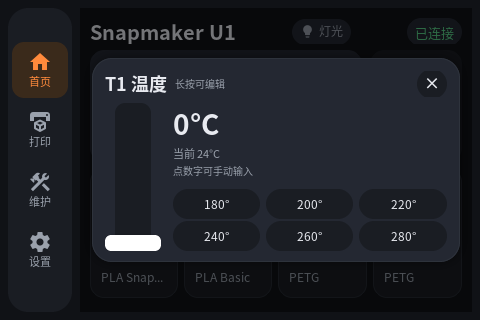 Snapmaker U1
灯光
已连接
首页
打印
维护
设置
T1 温度
长按可编辑
0°C
当前 24°C
点数字可手动输入
180°
200°
220°
240°
260°
280°
PLA Snap...
PLA Basic
PETG
PETG